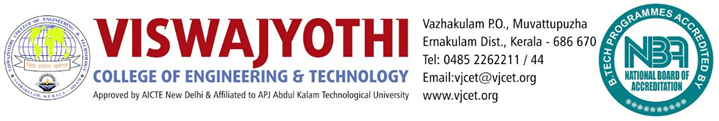 VISWAJYOTHI
COLLEGE OF ENGINEERING & TECHNOLOGY
Approved by AICTE New Delhi & Affiliated to APJ Abdul Kalam Technological University
Vazhakulam P.O., Muvattupuzha
Ernakulam Dist., Kerala - 686 670
Tel: 0485 2262211 / 44
Email:vjcet@vjcet.org
www.vjcet.org
B.TECH PROGRAMMES ACCREDITED BY
NBA
NATIONAL BOARD OF
ACCREDITATION